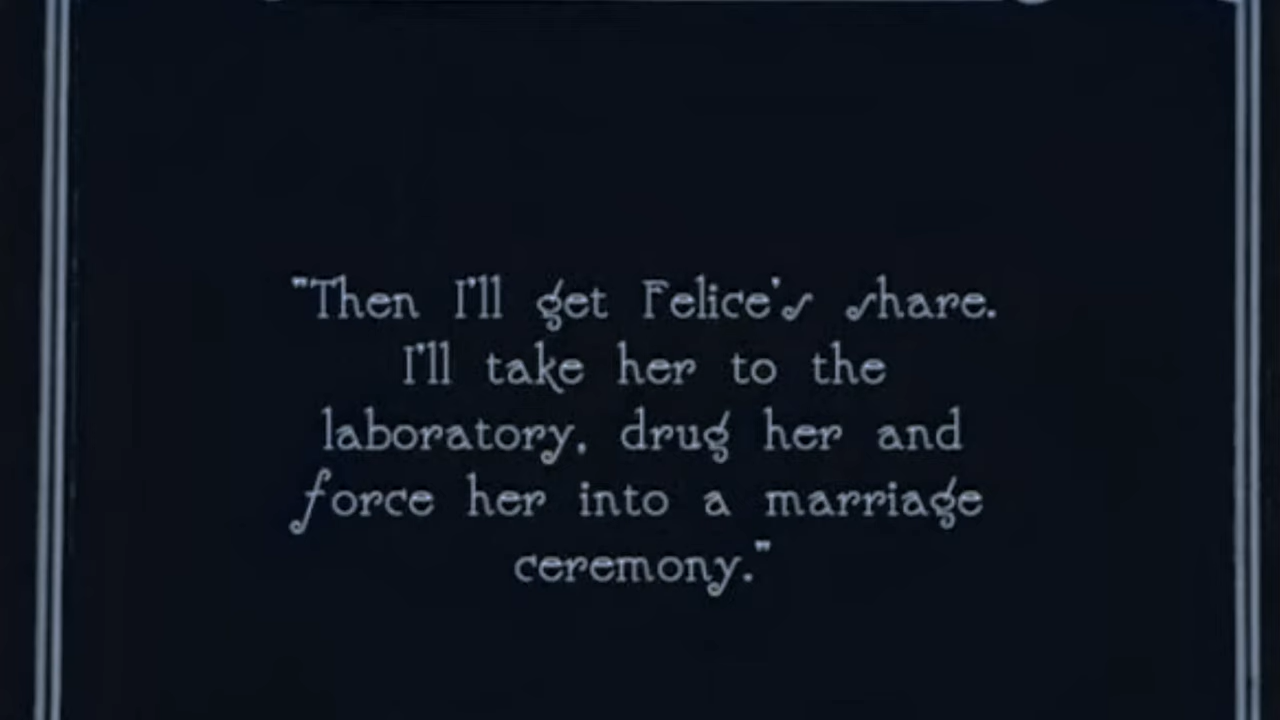 "Then I'll get Felice's share.
I'll take her to the
laboratory, drug her and
force her into a marriage
ceremony."